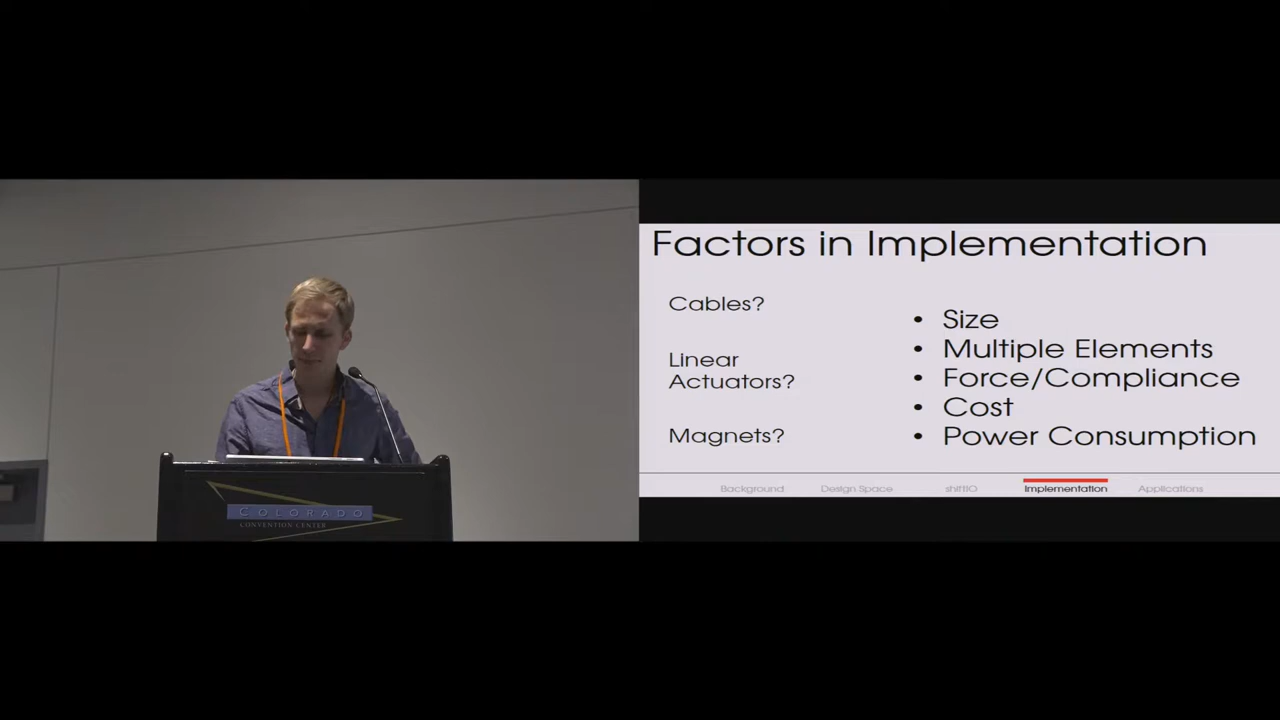 Factors in Implementation
Cables?
Linear
Actuators?
Magnets?
• Size
• Multiple Elements
• Force/Compliance
• Cost
• Power Consumption
Background Design Space shiftIO Implementation Applications
COLORADO
CONVENTION CENTER